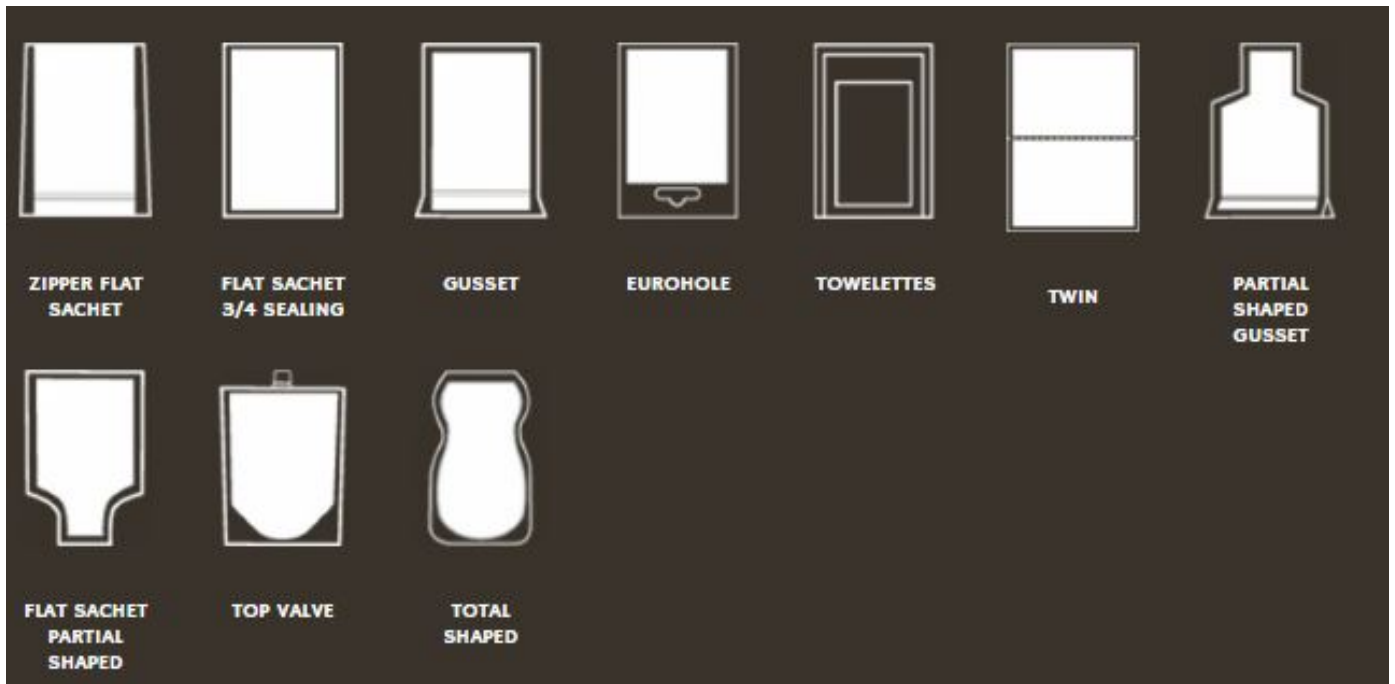 ZIPPER FLAT
SACHET
FLAT SACHET
3/4 SEALING
GUSSET
EUROHOLE
TOWELETTES
TWIN
PARTIAL
SHAPED
GUSSET
FLAT SACHET
PARTIAL
SHAPED
TOP VALVE
TOTAL
SHAPED